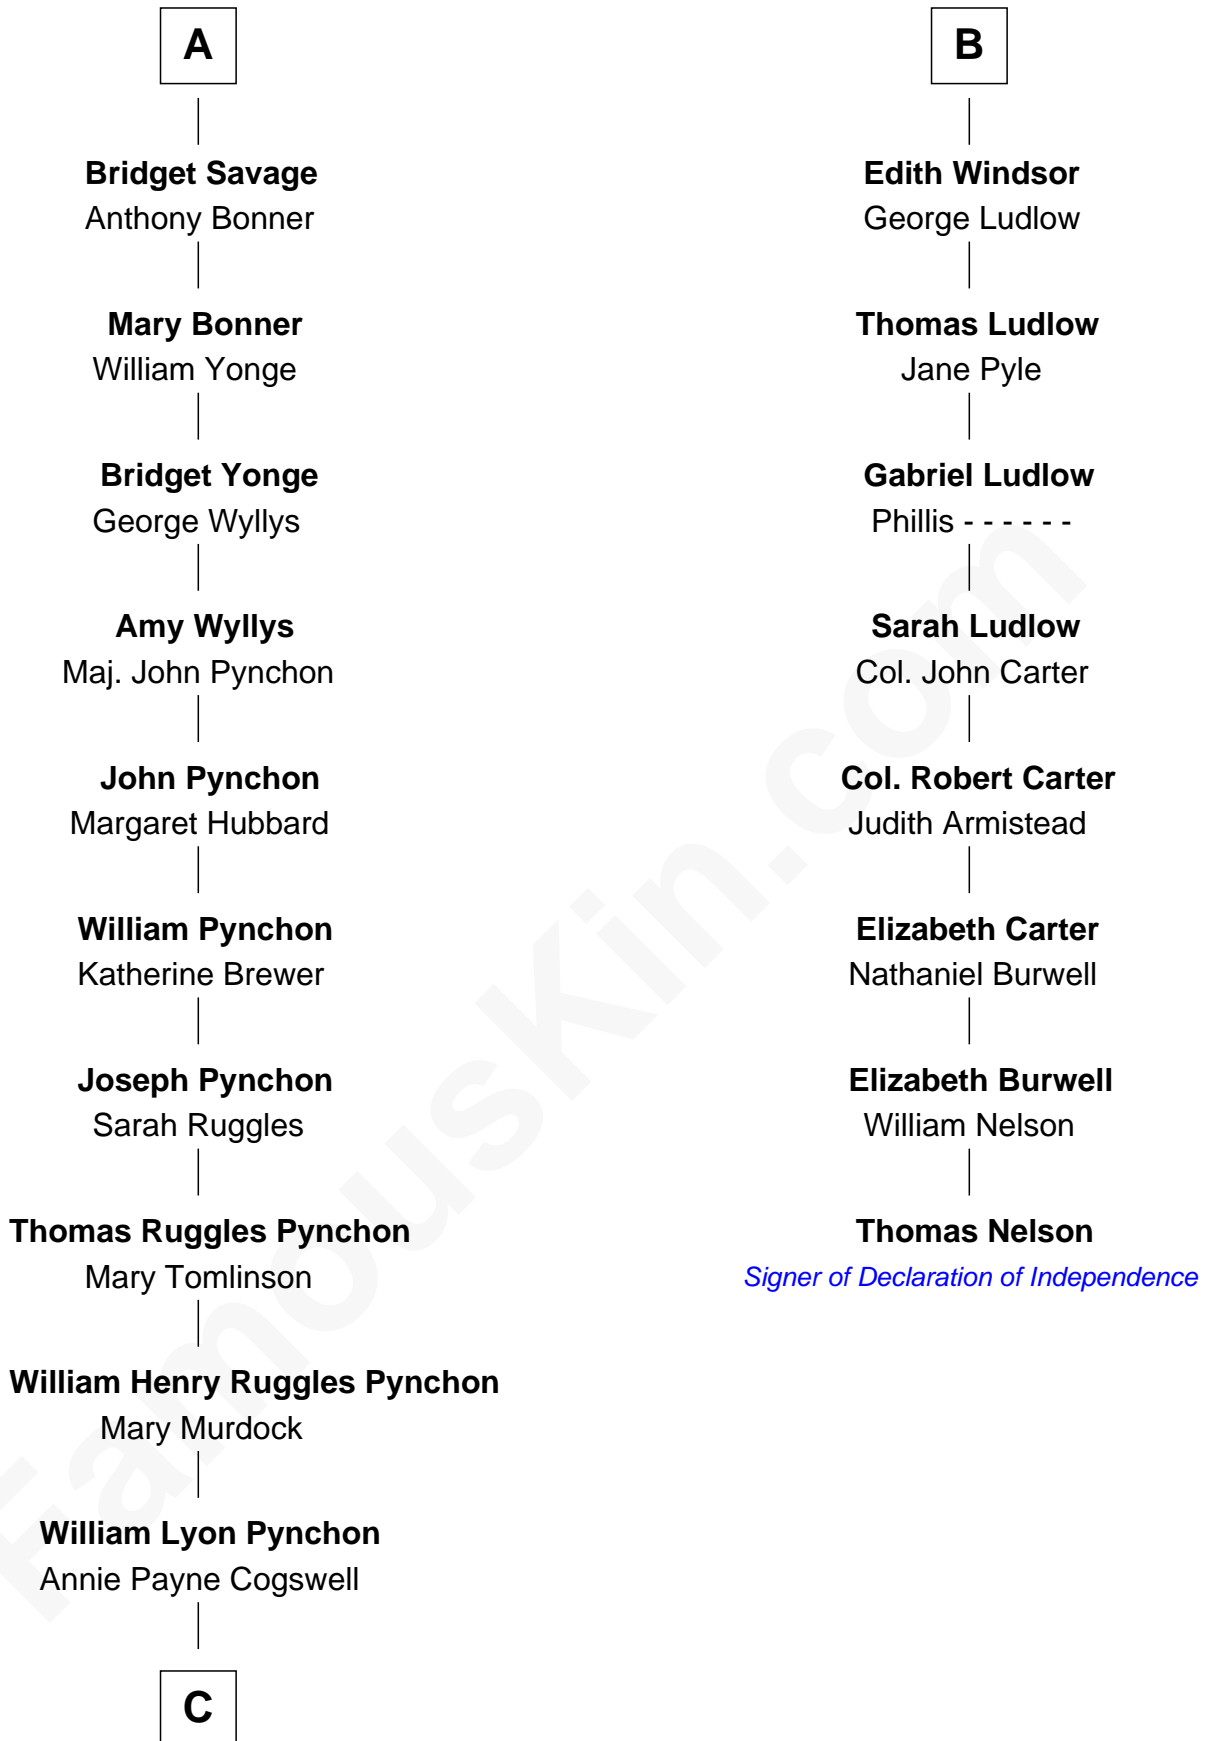 A
Bridget Savage
Anthony Bonner
Mary Bonner
William Yonge
Bridget Yonge
George Wyllys
Amy Wyllys
Maj. John Pynchon
John Pynchon
Margaret Hubbard
William Pynchon
Katherine Brewer
Joseph Pynchon
Sarah Ruggles
Thomas Ruggles Pynchon
Mary Tomlinson
William Henry Ruggles Pynchon
Mary Murdock
William Lyon Pynchon
Annie Payne Cogswell
C
B
Edith Windsor
George Ludlow
Thomas Ludlow
Jane Pyle
Gabriel Ludlow
Phillis - - - - - -
Sarah Ludlow
Col. John Carter
Col. Robert Carter
Judith Armistead
Elizabeth Carter
Nathaniel Burwell
Elizabeth Burwell
William Nelson
Thomas Nelson
Signer of Declaration of Independence
FamousKin.com